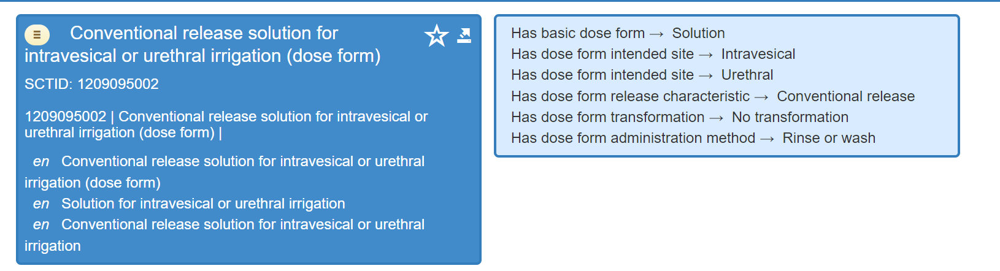 Conventional release solution for
intravesical or urethral irrigation (dose form)
SCTID: 1209095002
1209095002 | Conventional release solution for intravesical or
urethral irrigation (dose form) |
en Conventional release solution for intravesical or urethral
irrigation (dose form)
en Solution for intravesical or urethral irrigation
en Conventional release solution for intravesical or urethral
irrigation
Has basic dose form → Solution
Has dose form intended site → Intravesical
Has dose form intended site → Urethral
Has dose form release characteristic → Conventional release
Has dose form transformation → No transformation
Has dose form administration method → Rinse or wash